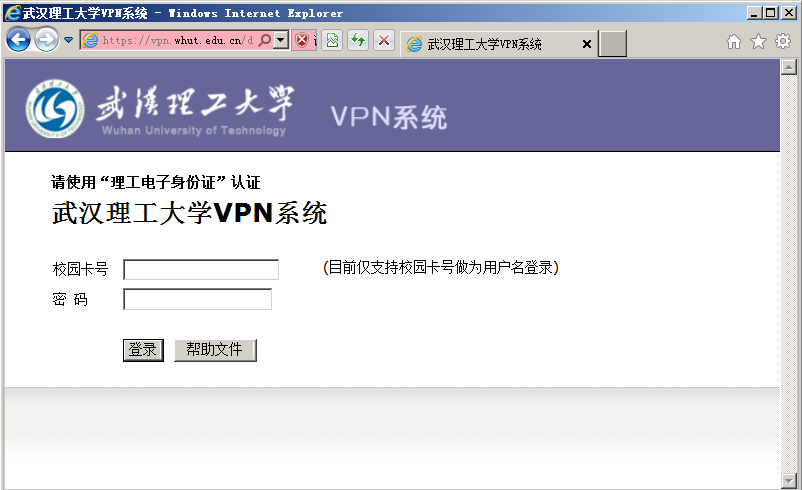 武汉理工大学VPN系统 - Windows Internet Explorer
https://vpn.whut.edu.cn/d
武汉理工大学VPN系统
武漢理工大學
Wuhan University of Technology
VPN系统
请使用“理工电子身份证”认证
武汉理工大学VPN系统
校园卡号 (目前仅支持校园卡号做为用户名登录)
密 码
登录 帮助文件